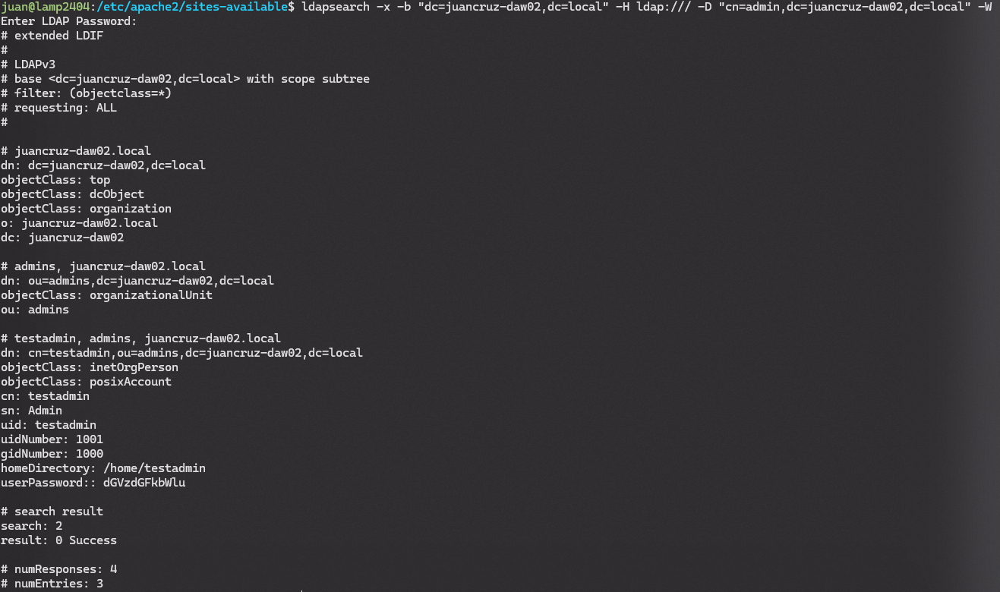 juan@lamp2404:/etc/apache2/sites-available$ ldapsearch -x -b "dc=juancruz-daw02,dc=local" -H ldap:/// -D "cn=admin,dc=juancruz-daw02,dc=local" -W
Enter LDAP Password:
# extended LDIF
#
# LDAPv3
# base <dc=juancruz-daw02,dc=local> with scope subtree
# filter: (objectclass=*)
# requesting: ALL
#

# juancruz-daw02.local
dn: dc=juancruz-daw02,dc=local
objectClass: top
objectClass: dcObject
objectClass: organization
o: juancruz-daw02.local
dc: juancruz-daw02

# admins, juancruz-daw02.local
dn: ou=admins,dc=juancruz-daw02,dc=local
objectClass: organizationalUnit
ou: admins

# testadmin, admins, juancruz-daw02.local
dn: cn=testadmin,ou=admins,dc=juancruz-daw02,dc=local
objectClass: inetOrgPerson
objectClass: posixAccount
cn: testadmin
sn: Admin
uid: testadmin
uidNumber: 1001
gidNumber: 1000
homeDirectory: /home/testadmin
userPassword:: dGVzdGFkbWlu

# search result
search: 2
result: 0 Success

# numResponses: 4
# numEntries: 3